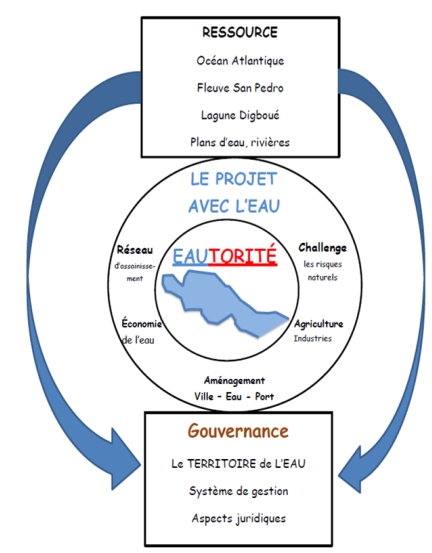 RESSOURCE
Océan Atlantique
Fleuve San Pedro
Lagune Digboué
Plans d'eau, rivières
LE PROJET
AVEC L'EAU
Réseau
d'assainisse-
ment
EAUTORITÉ
Challenge
les risques
naturels
Économie
de l'eau
Agriculture
Industries
Aménagement
Ville – Eau - Port
Gouvernance
Le TERRITOIRE de L'EAU
Système de gestion
Aspects juridiques